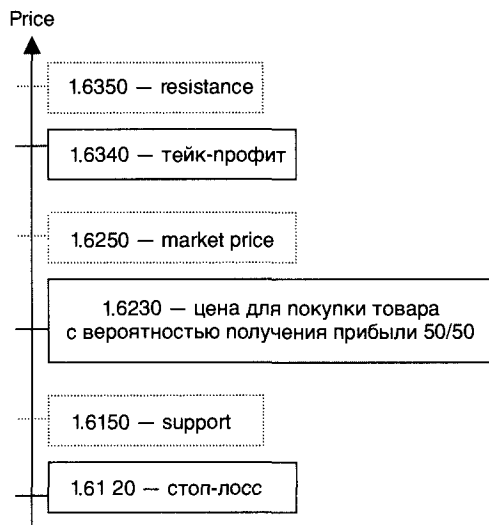 Price
1.6350 — resistance
1.6340 — тейк-профит
1.6250 — market price
1.6230 — цена для покупки товара
с вероятностью получения прибыли 50/50
1.6150 — support
1.61 20 — стоп-лосс